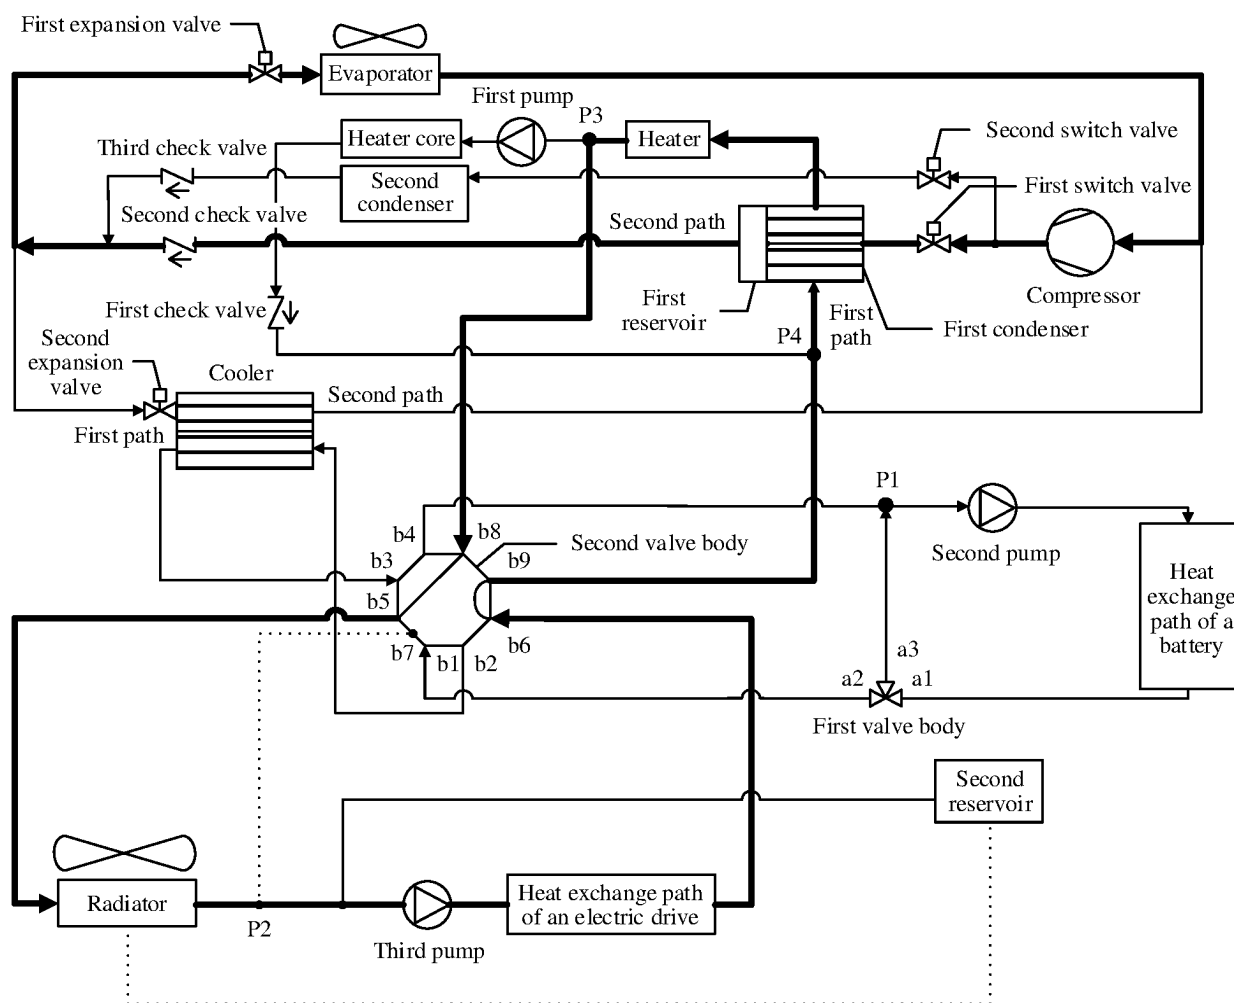 First expansion valve
Evaporator
First pump
P3
Heater core
Heater
Second switch valve
Third check valve
Second
condenser
First switch valve
Second check valve
Second path
First
reservoir
First
path
Compressor
First check valve
First condenser
P4
Second
expansion
valve
Cooler
Second path
First path
P1
b4
b8
Second valve body
b3
b9
Second pump
Heat
exchange
path of a
battery
b5
b6
b7
b1
b2
a3
a2
a1
First valve body
Second
reservoir
Radiator
Heat exchange path
of an electric drive
P2
Third pump